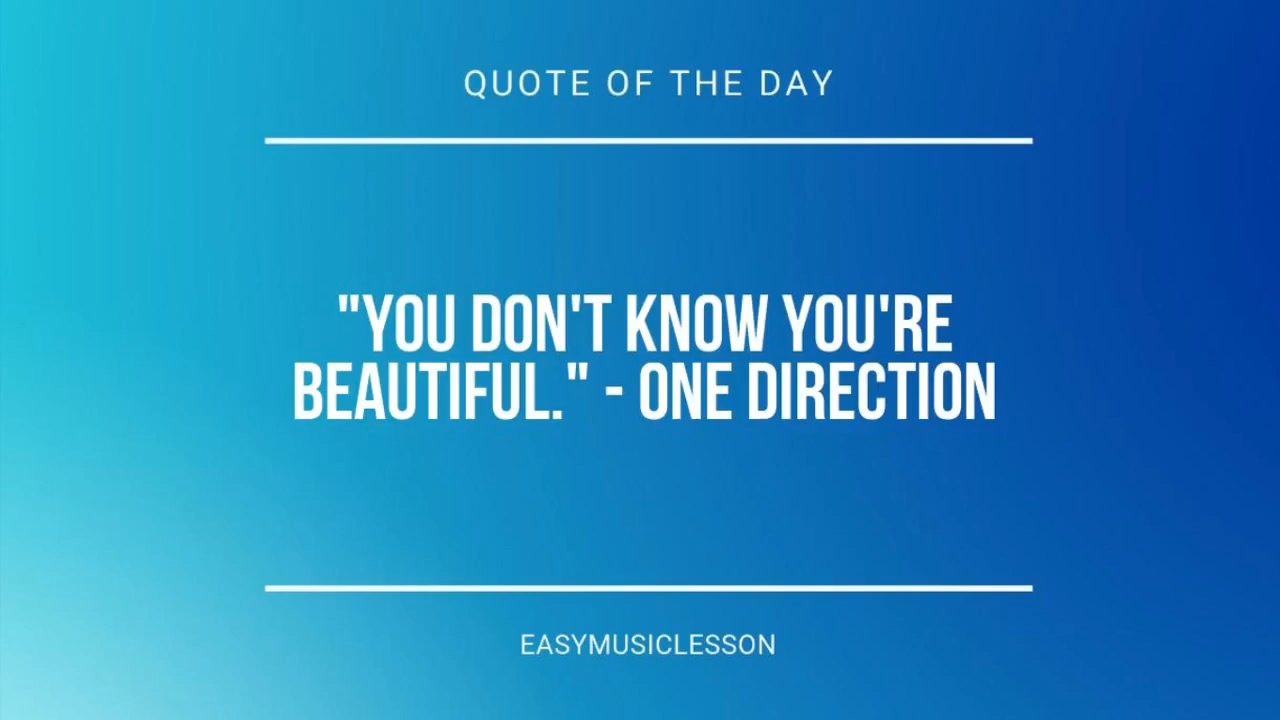 QUOTE OF THE DAY
"YOU DON'T KNOW YOU'RE
BEAUTIFUL." - ONE DIRECTION
EASYMUSICLESSON